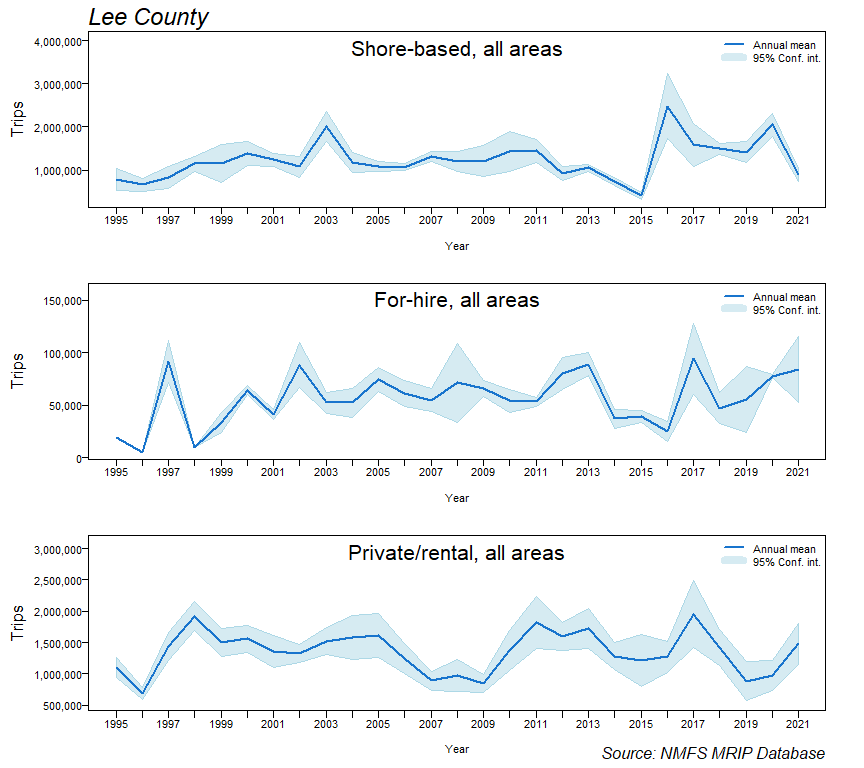 Lee County
Shore-based, all areas
Annual mean
95% Conf. int.
Trips
4,000,000
3,000,000
2,000,000
1,000,000
1995 1997 1999 2001 2003 2005 2007 2009 2011 2013 2015 2017 2019 2021
Year
For-hire, all areas
Annual mean
95% Conf. int.
Trips
150,000
100,000
50,000
0
1995 1997 1999 2001 2003 2005 2007 2009 2011 2013 2015 2017 2019 2021
Year
Private/rental, all areas
Annual mean
95% Conf. int.
Trips
3,000,000
2,500,000
2,000,000
1,500,000
1,000,000
500,000
1995 1997 1999 2001 2003 2005 2007 2009 2011 2013 2015 2017 2019 2021
Year
Source: NMFS MRIP Database